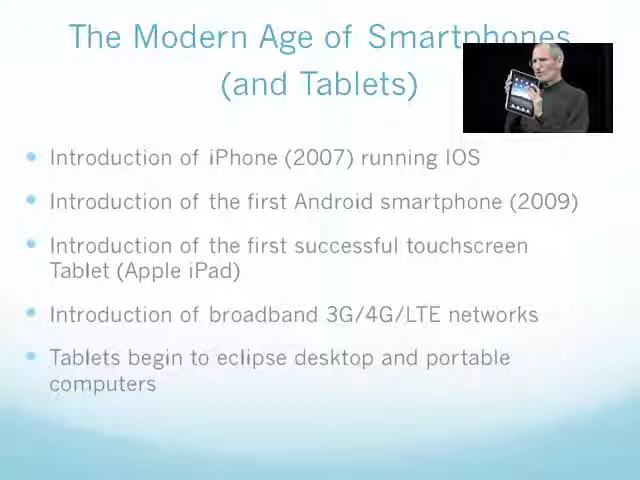 The Modern Age of Smartphones
(and Tablets)
Introduction of iPhone (2007) running IOS
Introduction of the first Android smartphone (2009)
Introduction of the first successful touchscreen
Tablet (Apple iPad)
Introduction of broadband 3G/4G/LTE networks
Tablets begin to eclipse desktop and portable
computers